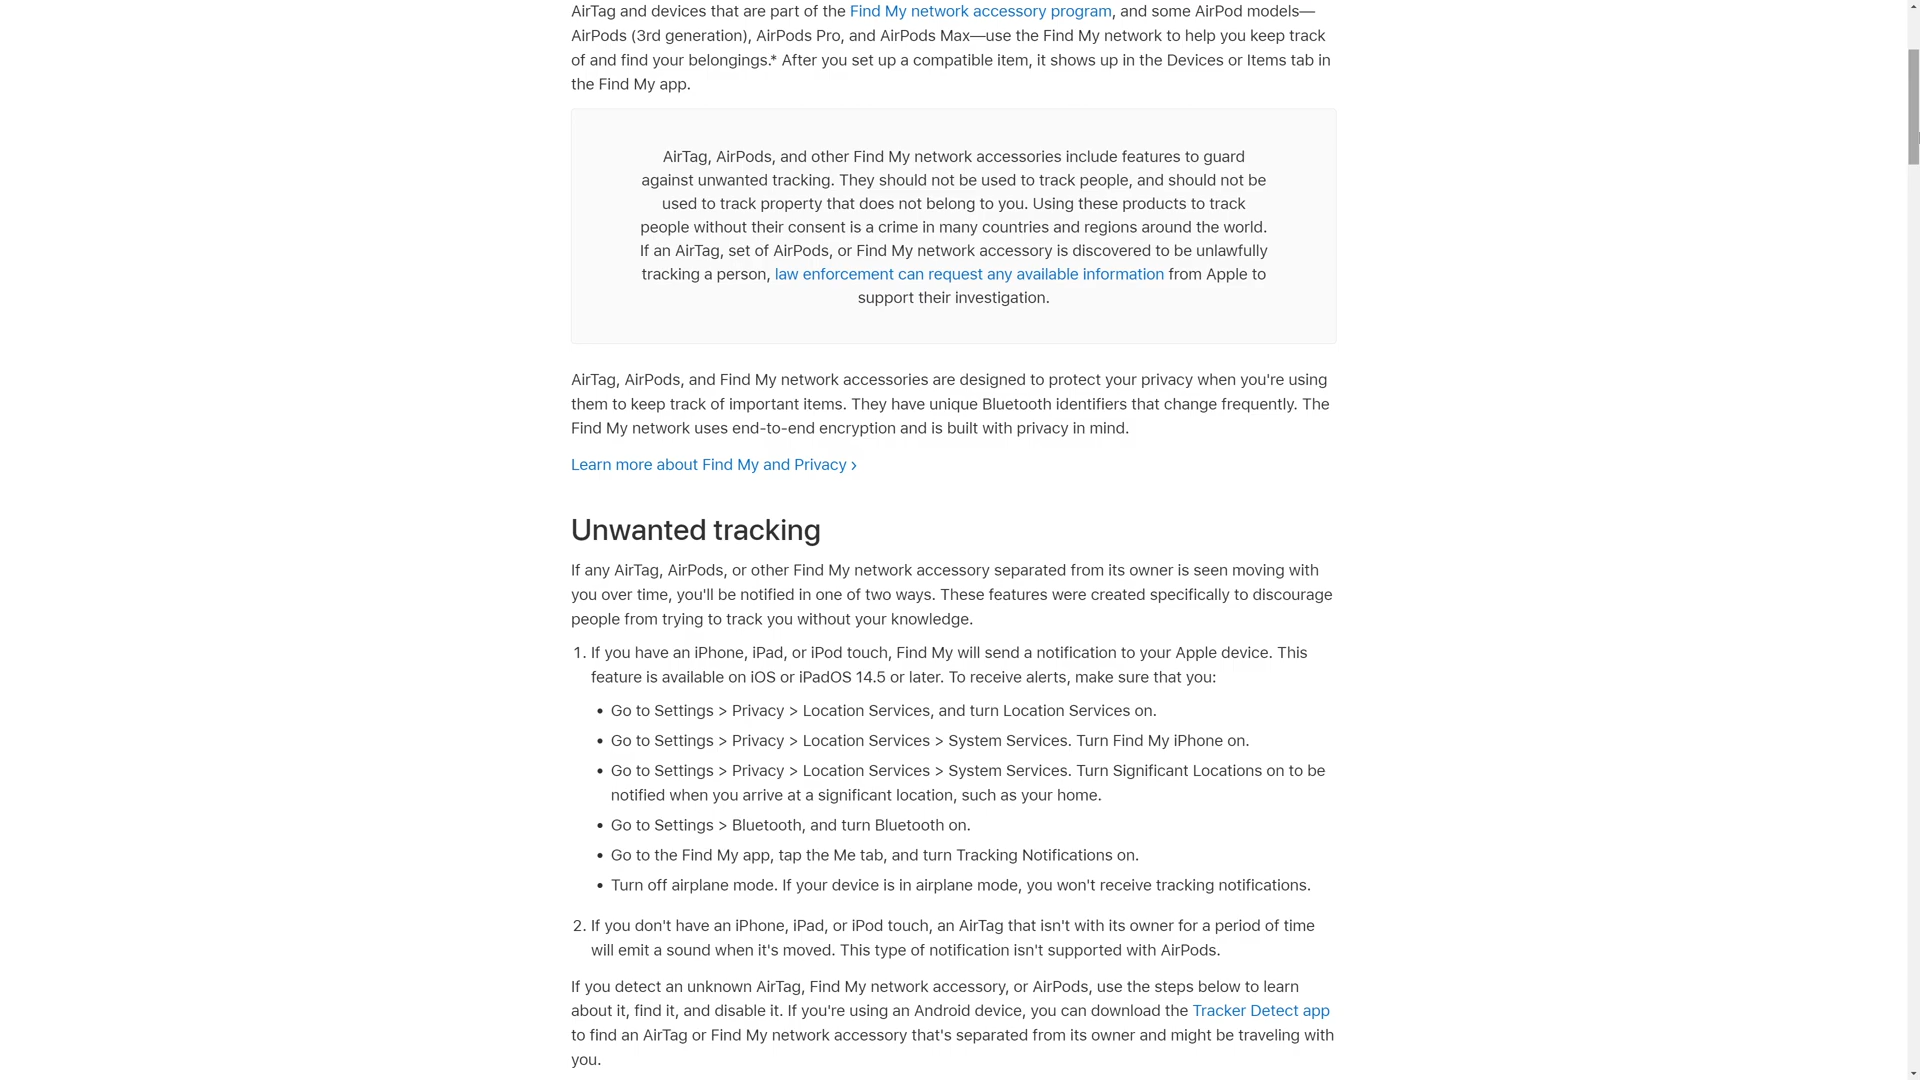 AirTag and devices that are part of the Find My network accessory program, and some AirPod models—
AirPods (3rd generation), AirPods Pro, and AirPods Max—use the Find My network to help you keep track
of and find your belongings.* After you set up a compatible item, it shows up in the Devices or Items tab in
the Find My app.
AirTag, AirPods, and other Find My network accessories include features to guard
against unwanted tracking. They should not be used to track people, and should not be
used to track property that does not belong to you. Using these products to track
people without their consent is a crime in many countries and regions around the world.
If an AirTag, set of AirPods, or Find My network accessory is discovered to be unlawfully
tracking a person, law enforcement can request any available information from Apple to
support their investigation.
AirTag, AirPods, and Find My network accessories are designed to protect your privacy when you're using
them to keep track of important items. They have unique Bluetooth identifiers that change frequently. The
Find My network uses end-to-end encryption and is built with privacy in mind.
Learn more about Find My and Privacy ›
Unwanted tracking
If any AirTag, AirPods, or other Find My network accessory separated from its owner is seen moving with
you over time, you'll be notified in one of two ways. These features were created specifically to discourage
people from trying to track you without your knowledge.
1. If you have an iPhone, iPad, or iPod touch, Find My will send a notification to your Apple device. This
feature is available on iOS or iPadOS 14.5 or later. To receive alerts, make sure that you:
• Go to Settings > Privacy > Location Services, and turn Location Services on.
• Go to Settings > Privacy > Location Services > System Services. Turn Find My iPhone on.
• Go to Settings > Privacy > Location Services > System Services. Turn Significant Locations on to be
notified when you arrive at a significant location, such as your home.
• Go to Settings > Bluetooth, and turn Bluetooth on.
• Go to the Find My app, tap the Me tab, and turn Tracking Notifications on.
• Turn off airplane mode. If your device is in airplane mode, you won't receive tracking notifications.
2. If you don't have an iPhone, iPad, or iPod touch, an AirTag that isn't with its owner for a period of time
will emit a sound when it's moved. This type of notification isn't supported with AirPods.
If you detect an unknown AirTag, Find My network accessory, or AirPods, use the steps below to learn
about it, find it, and disable it. If you're using an Android device, you can download the Tracker Detect app
to find an AirTag or Find My network accessory that's separated from its owner and might be traveling with
you.